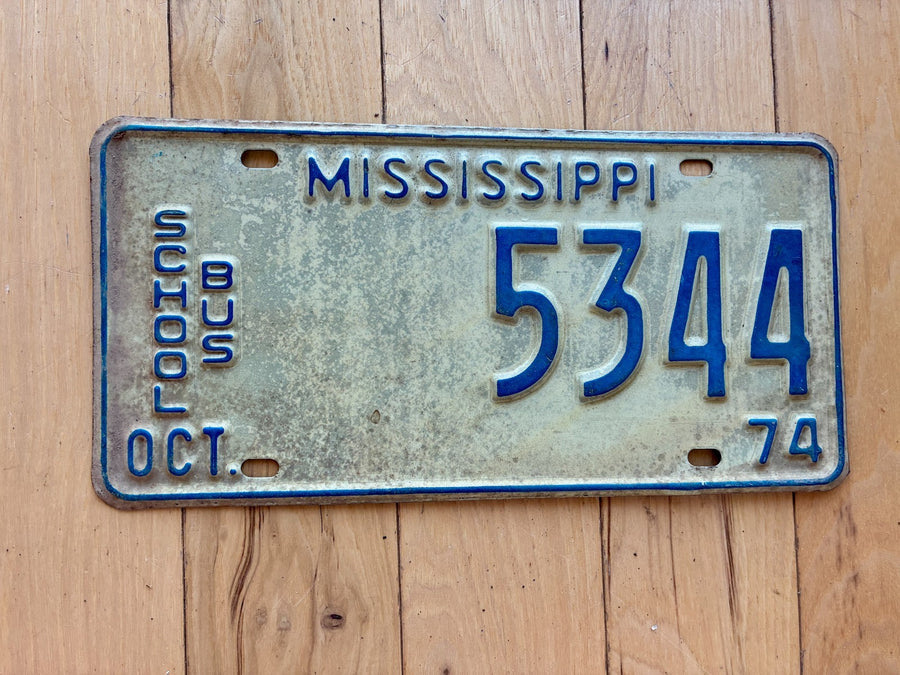 MISSISSIPPI
SCHOOL
BUS
5344
OCT.
74